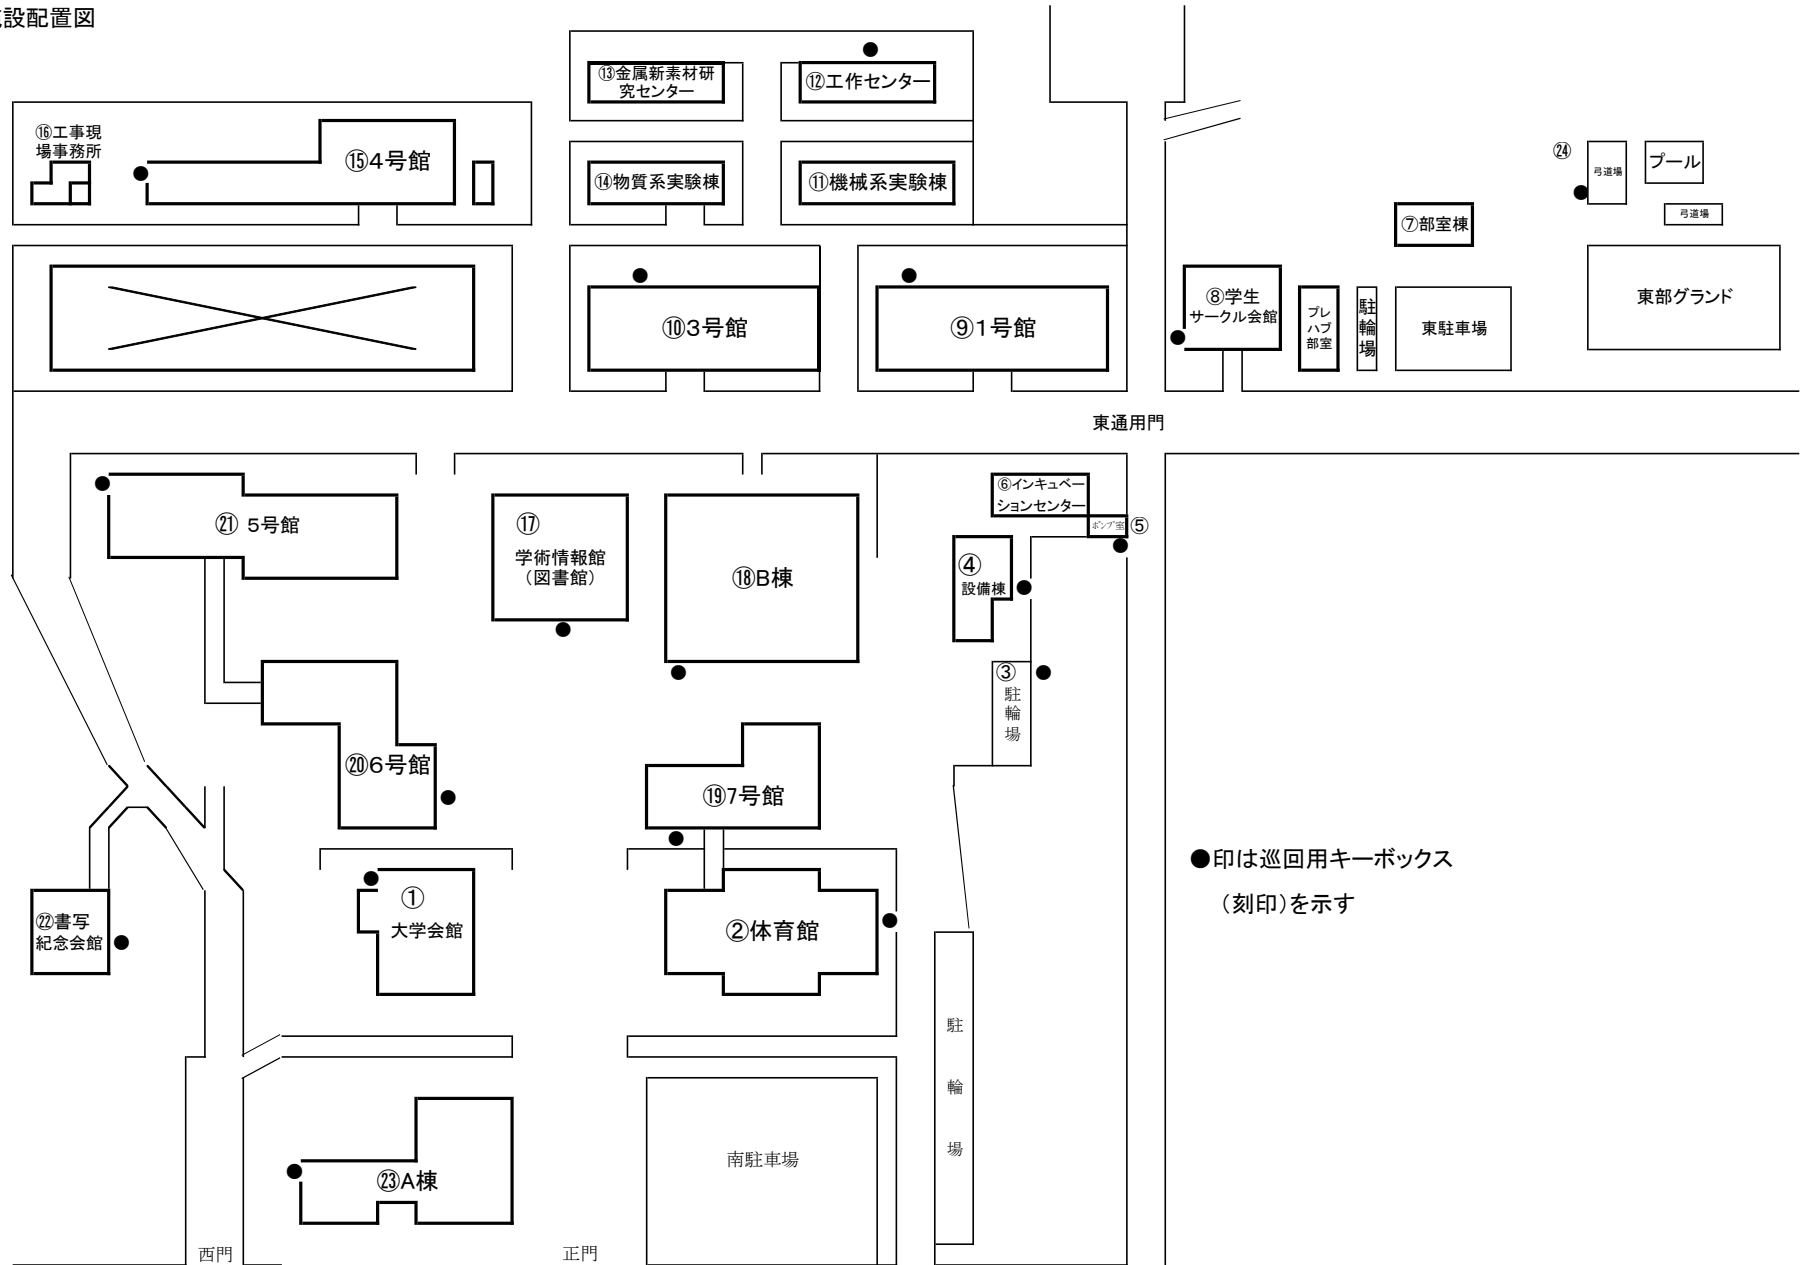 設配置図
⑬金属新素材研
究センター
⑫工作センター
⑯工事現
場事務所
⑮4号館
⑭物質系実験棟
⑪機械系実験棟
㉔
弓道場
プール
弓道場
⑦部室棟
⑩3号館
⑨1号館
⑧学生
サークル会館
プレ
ハブ
部室
駐
輪
場
東駐車場
東部グランド
東通用門
㉑ 5号館
⑰
学術情報館
(図書館)
⑱B棟
⑥インキュベー
ションセンター
ポンプ室
⑤
④
設備棟
③
駐
輪
場
⑳6号館
⑲7号館
●印は巡回用キーボックス
(刻印)を示す
㉒書写
紀念会館
①
大学会館
②体育館
駐
輪
場
㉓A棟
南駐車場
西門
正門